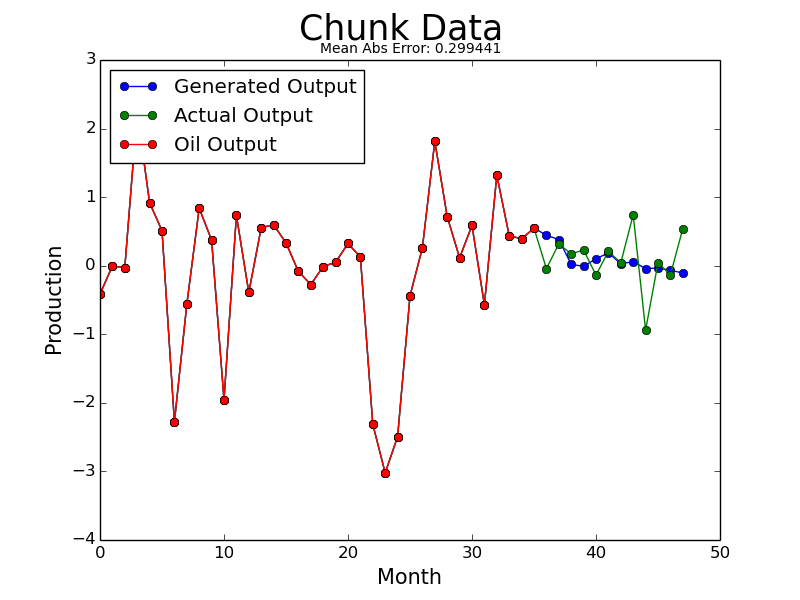 Chunk Data
Mean Abs Error: 0.299441
Generated Output
Actual Output
Oil Output
3
2
1
0
−1
−2
−3
−4
Production
0 10 20 30 40 50
Month